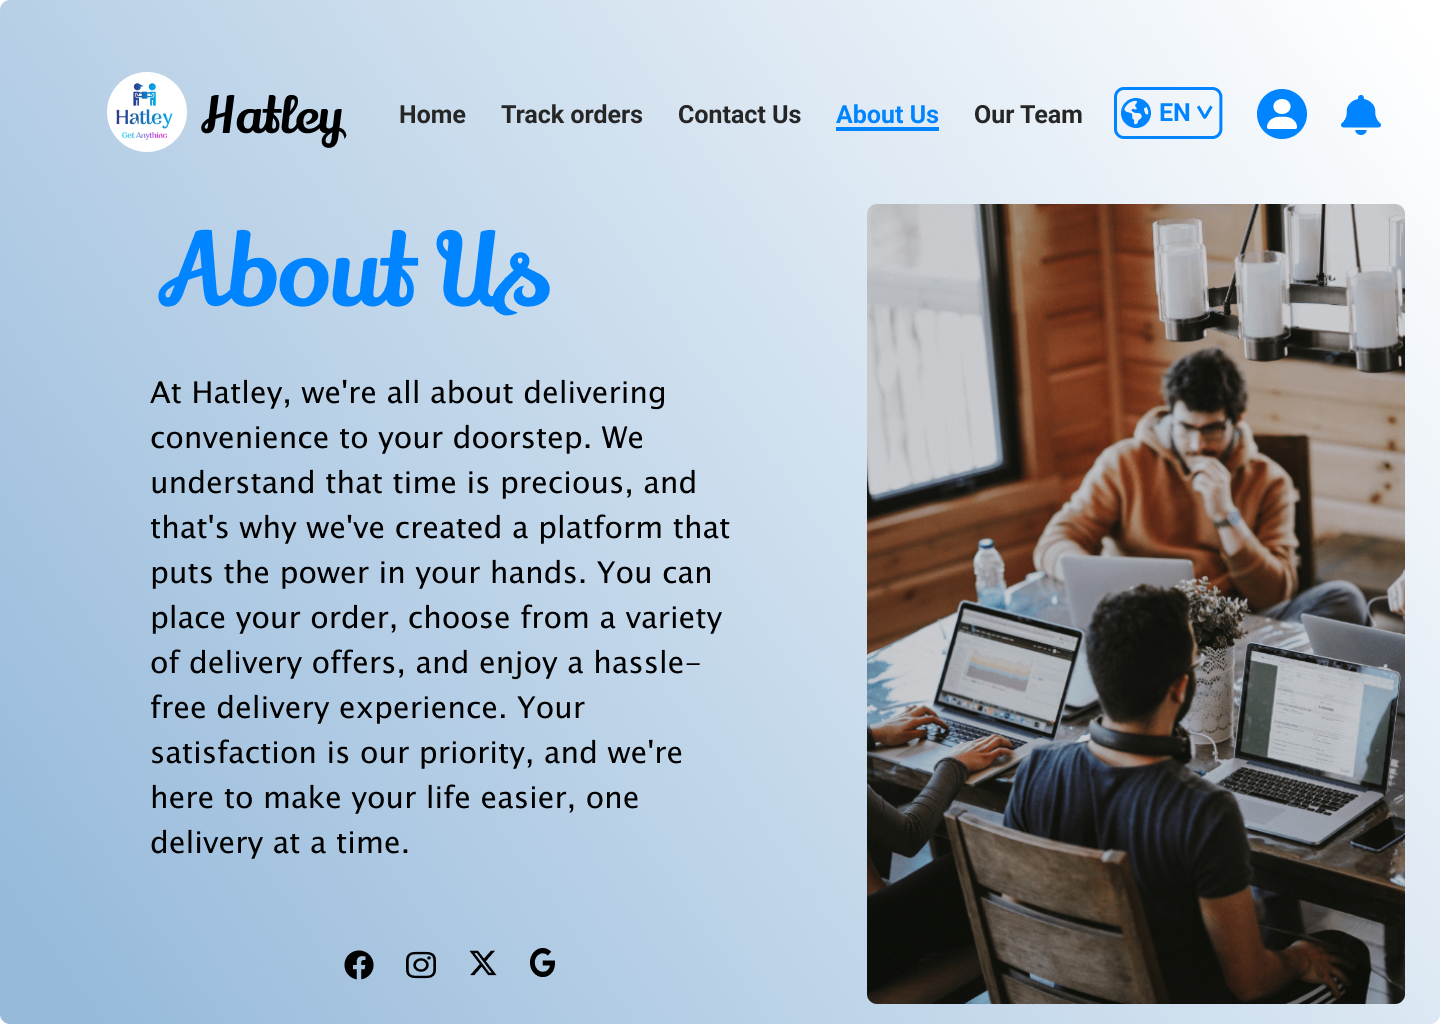 Hatley
Get Anything
Hatley
Home Track orders Contact Us About Us Our Team EN
About Us
At Hatley, we're all about delivering
convenience to your doorstep. We
understand that time is precious, and
that's why we've created a platform that
puts the power in your hands. You can
place your order, choose from a variety
of delivery offers, and enjoy a hassle-
free delivery experience. Your
satisfaction is our priority, and we're
here to make your life easier, one
delivery at a time.